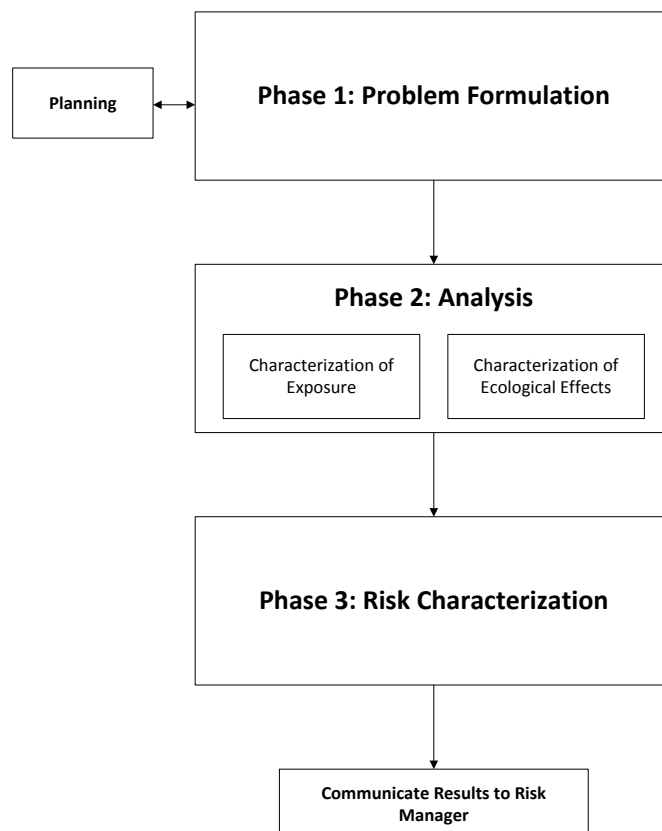 Phase 1: Problem Formulation
Planning
Phase 2: Analysis
Characterization of
Exposure
Characterization of
Ecological Effects
Phase 3: Risk Characterization
Communicate Results to Risk
Manager